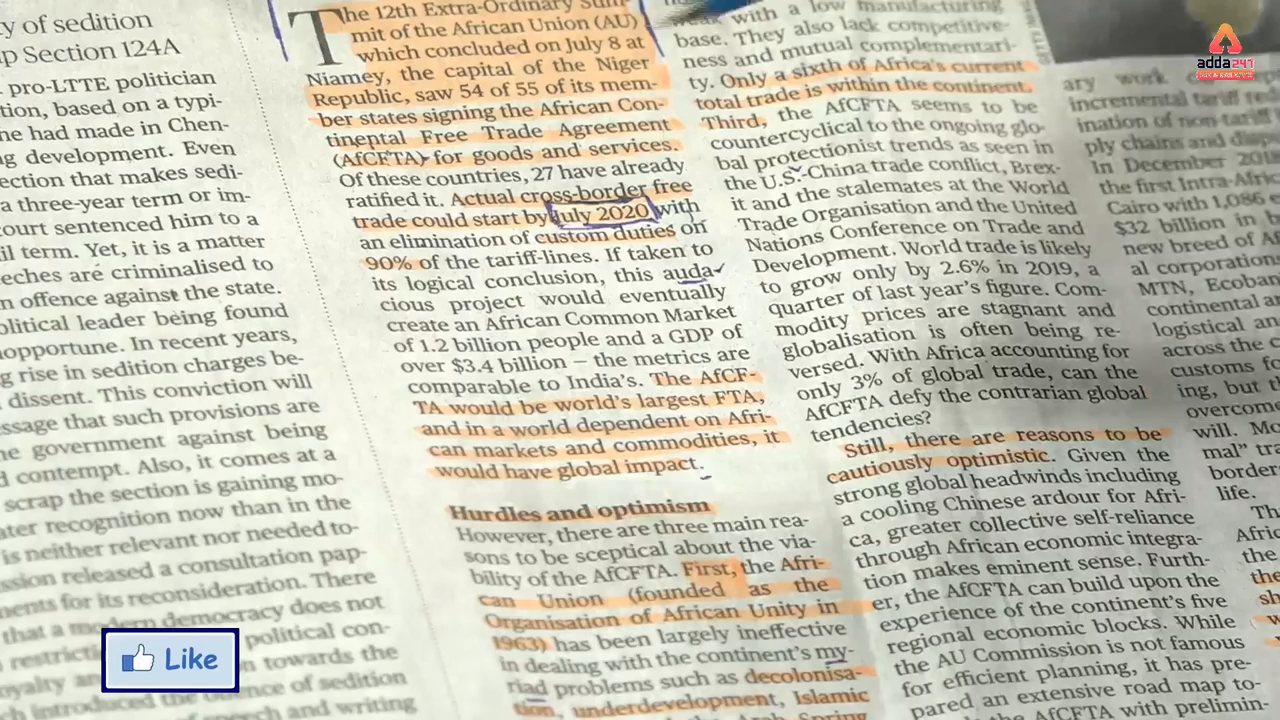 y of sedition
p Section 124A
pro-LTTE politician
tion, based on a typi-
ne had made in Chen-
g development. Even
ection that makes sedi-
a three-year term or im-
court sentenced him to a
il term. Yet, it is a matter
eeches are criminalised to
n offence against the state.
olitical leader being found
opportune. In recent years,
g rise in sedition charges be-
dissent. This conviction will
ssage that such provisions are
ne government against being
d contempt. Also, it comes at a
scrap the section is gaining mo-
ater recognition now than in the
is neither relevant nor needed to-
ssion released a consultation pap-
ments for its reconsideration. There
that a modern democracy does not
political con-
n towards the
of sedition
speech and writing
The 12th Extra-Ordinary Sum-
mit of the African Union (AU)
which concluded on July 8 at
Niamey, the capital of the Niger
Republic, saw 54 of 55 of its mem-
ber states signing the African Con-
tinental Free Trade Agreement
(AfCFTA) for goods and services.
Of these countries, 27 have already
ratified it. Actual cross-border free
trade could start by July 2020 with
an elimination of custom duties on
90% of the tariff-lines. If taken to
its logical conclusion, this auda-
cious project would eventually
create an African Common Market
of 1.2 billion people and a GDP of
over $3.4 billion — the metrics are
comparable to India's. The AfCF-
TA would be world's largest FTA,
and in a world dependent on Afri-
can markets and commodities, it
would have global impact.
Hurdles and optimism
However, there are three main rea-
sons to be sceptical about the via-
bility of the AfCFTA. First, the Afri-
can Union (founded as the
Organisation of African Unity in
1963) has been largely ineffective
in dealing with the continent's my-
riad problems such as decolonisa-
tion, underdevelopment, Islamic
Arab Spring
with a low manufacturing
base. They also lack competitive-
ness and mutual complementari-
ty. Only a sixth of Africa's current
total trade is within the continent.
Third, the AfCFTA seems to be
countercyclical to the ongoing glo-
bal protectionist trends as seen in
the U.S.-China trade conflict, Brex-
it and the stalemates at the World
Trade Organisation and the United
Nations Conference on Trade and
Development. World trade is likely
to grow only by 2.6% in 2019, a
quarter of last year's figure. Com-
modity prices are stagnant and
globalisation is often being re-
versed. With Africa accounting for
only 3% of global trade, can the
AfCFTA defy the contrarian global
tendencies?
Still, there are reasons to be
cautiously optimistic. Given the
strong global headwinds including
a cooling Chinese ardour for Afri-
ca, greater collective self-reliance
through African economic integra-
tion makes eminent sense. Furth-
er, the AfCFTA can build upon the
experience of the continent's five
regional economic blocks. While
the AU Commission is not famous
for efficient planning, it has pre-
pared an extensive road map to-
the AfCFTA with prelimin-
ary work
incremental tariff red
ination of non-tariff
ply chains and disp
In December 201
the first Intra-Afric
Cairo with 1,086 e
$32 billion in b
new breed of A
al corporations
MTN, Ecoban
continental a
logistical an
across the c
customs fo
ing, but t
overcom
will. Mo
mal" tra
border
life.
Th
Afric
the
the
sh
w
adda247
Like